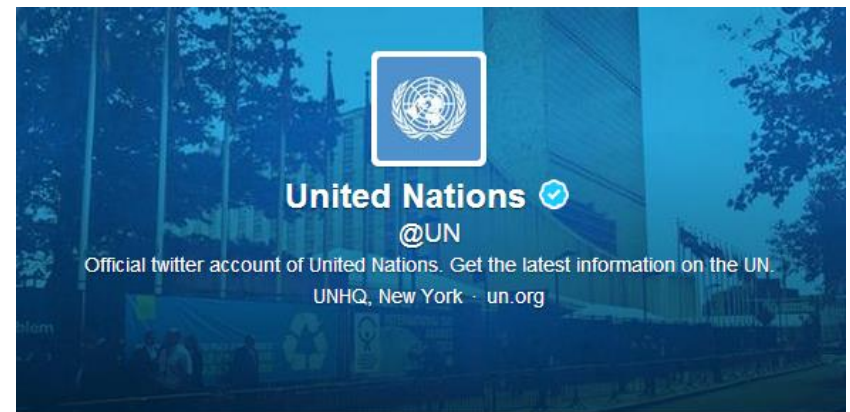 United Nations
@UN
Official twitter account of United Nations. Get the latest information on the UN.
UNHQ, New York · un.org
blem